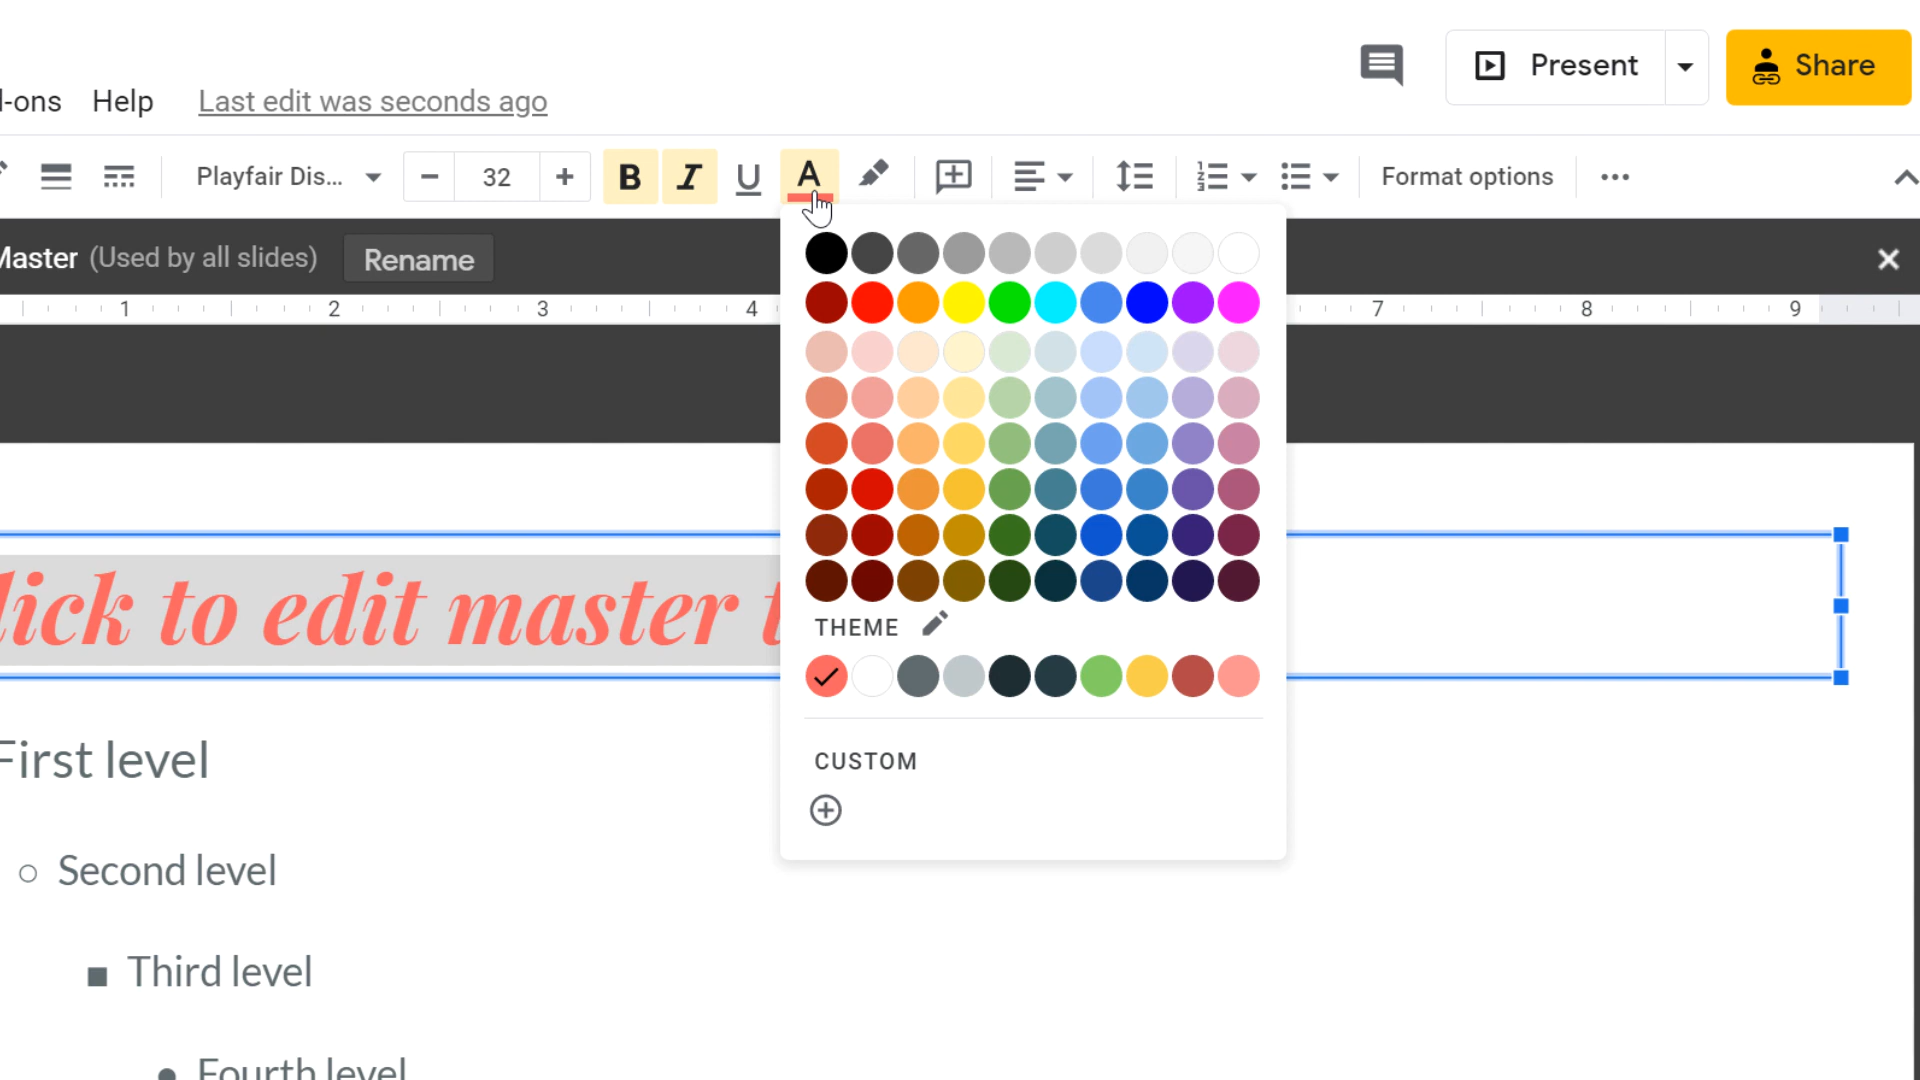 Present
Share
l-ons Help Last edit was seconds ago
Playfair Dis... 32 B I U A Format options
Master (Used by all slides) Rename
1 2 3 4 7 8 9
lick to edit master t
THEME
First level
CUSTOM
Second level
Third level
Fourth level